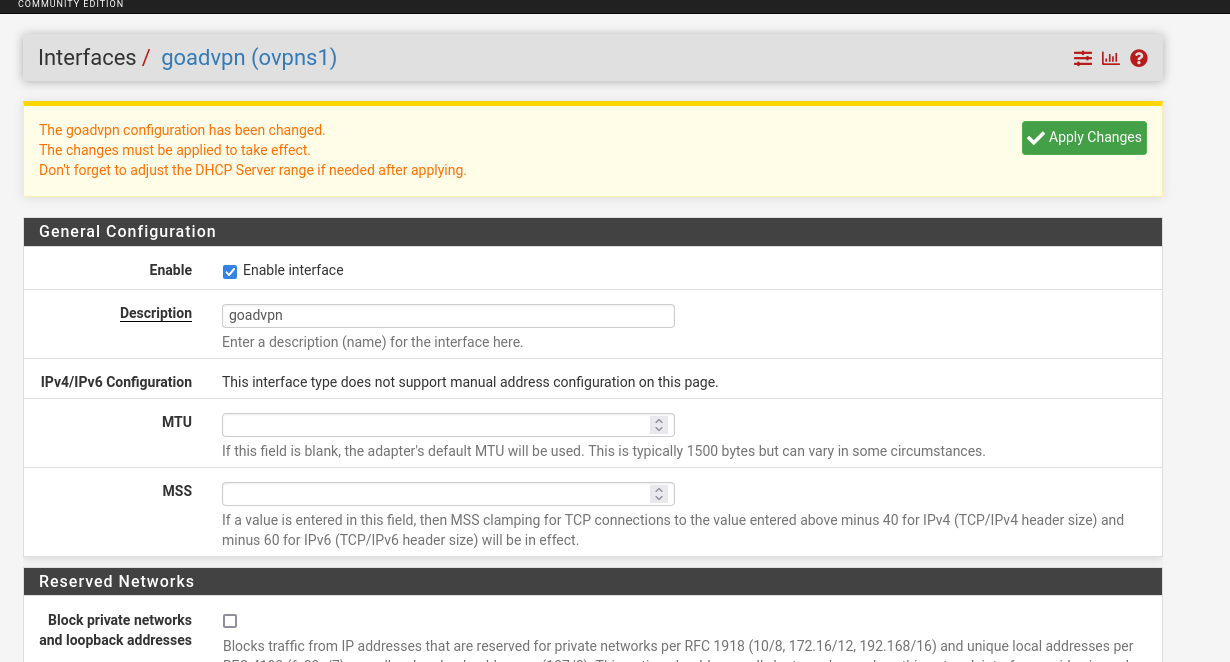 COMMUNITY EDITION
Interfaces / goadvpn (ovpns1)
The goadvpn configuration has been changed.
The changes must be applied to take effect.
Don't forget to adjust the DHCP Server range if needed after applying.
Apply Changes
General Configuration
Enable
Enable interface
Description
goadvpn
Enter a description (name) for the interface here.
IPv4/IPv6 Configuration
This interface type does not support manual address configuration on this page.
MTU
If this field is blank, the adapter's default MTU will be used. This is typically 1500 bytes but can vary in some circumstances.
MSS
If a value is entered in this field, then MSS clamping for TCP connections to the value entered above minus 40 for IPv4 (TCP/IPv4 header size) and
minus 60 for IPv6 (TCP/IPv6 header size) will be in effect.
Reserved Networks
Block private networks
and loopback addresses
Blocks traffic from IP addresses that are reserved for private networks per RFC 1918 (10/8, 172.16/12, 192.168/16) and unique local addresses per